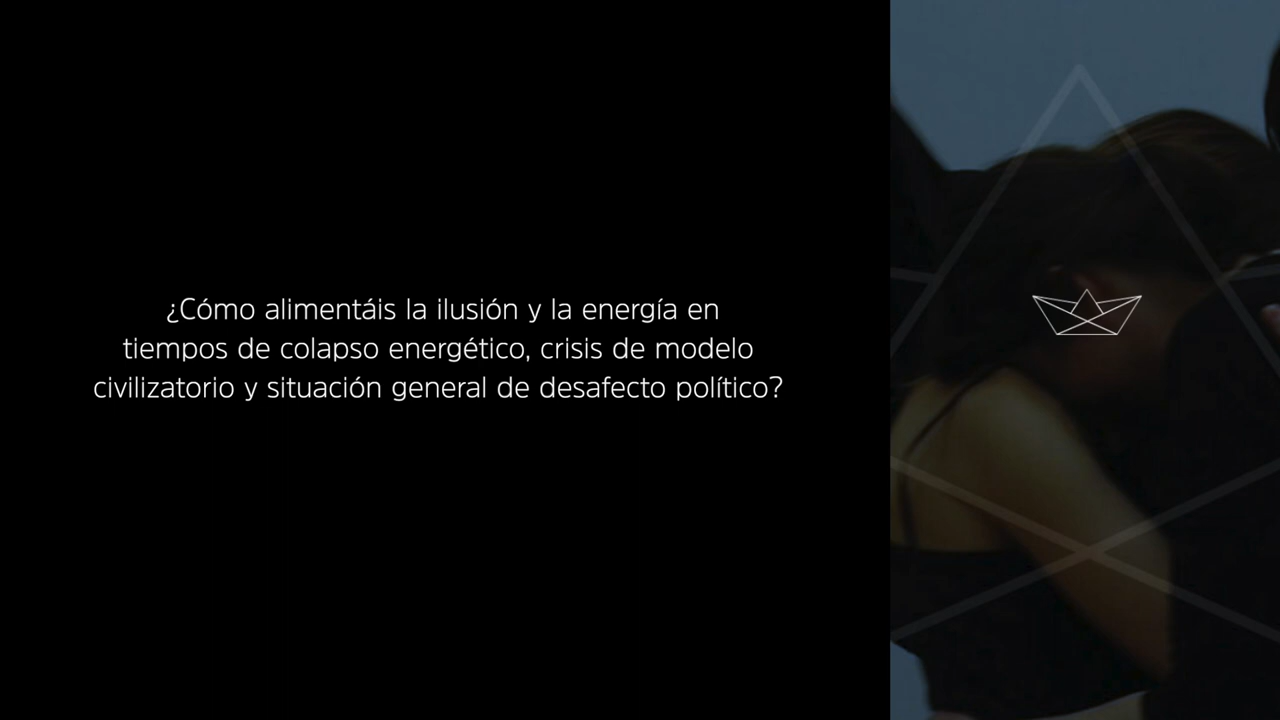 ¿Cómo alimentáis la ilusión y la energía en
tiempos de colapso energético, crisis de modelo
civilizatorio y situación general de desafecto político?